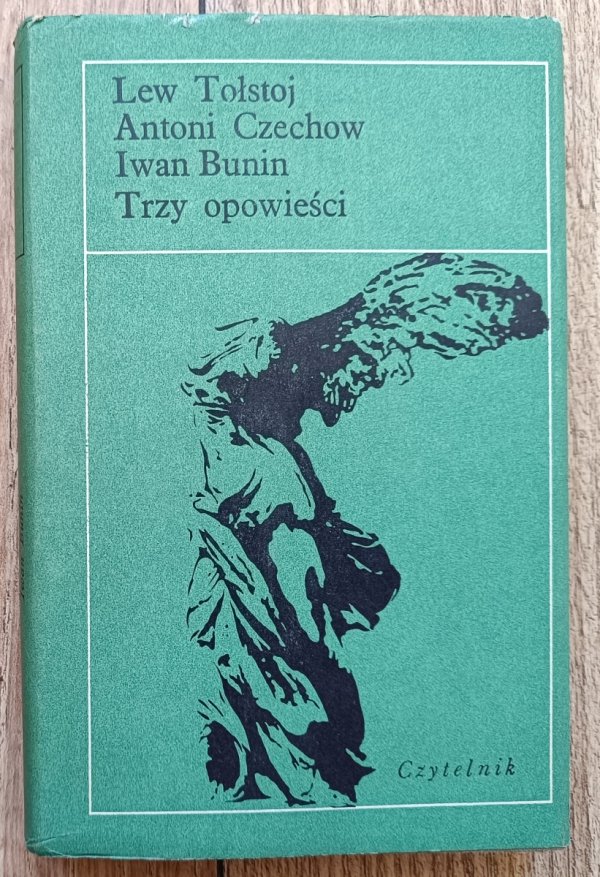 Lew Tołstoj
Antoni Czechow
Iwan Bunin
Trzy opowieści
Czytelnik